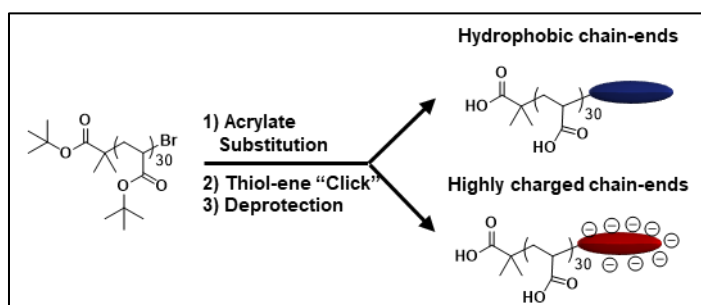 Hydrophobic chain-ends
O
HO
30
O
HO
O
O
Br
30
O
O
1) Acrylate
Substitution
2) Thiol-ene “Click”
3) Deprotection
Highly charged chain-ends
O
HO
30
O
HO